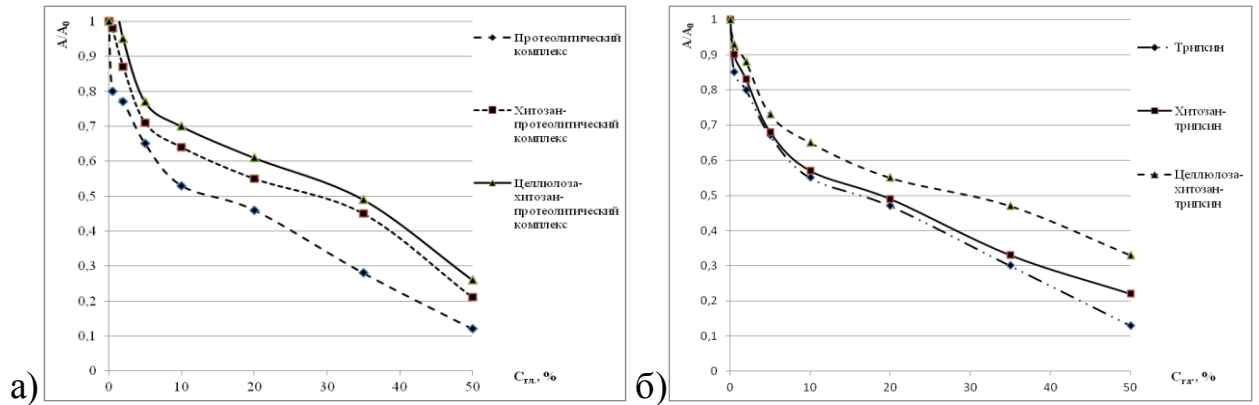 A/A₀
1
0,9
0,8
0,7
0,6
0,5
0,4
0,3
0,2
0,1
0
0
10
20
30
40
50
Cгл., %
Протеолитический
комплекс
Хитозан-
протеолитический
комплекс
Целлюлоза-
хитозан-
протеолитический
комплекс
а)
A/A₀
1
0,9
0,8
0,7
0,6
0,5
0,4
0,3
0,2
0,1
0
0
10
20
30
40
50
Cгл., %
Трипсин
Хитозан-
трипсин
Целлюлоза-
хитозан-
трипсин
б)